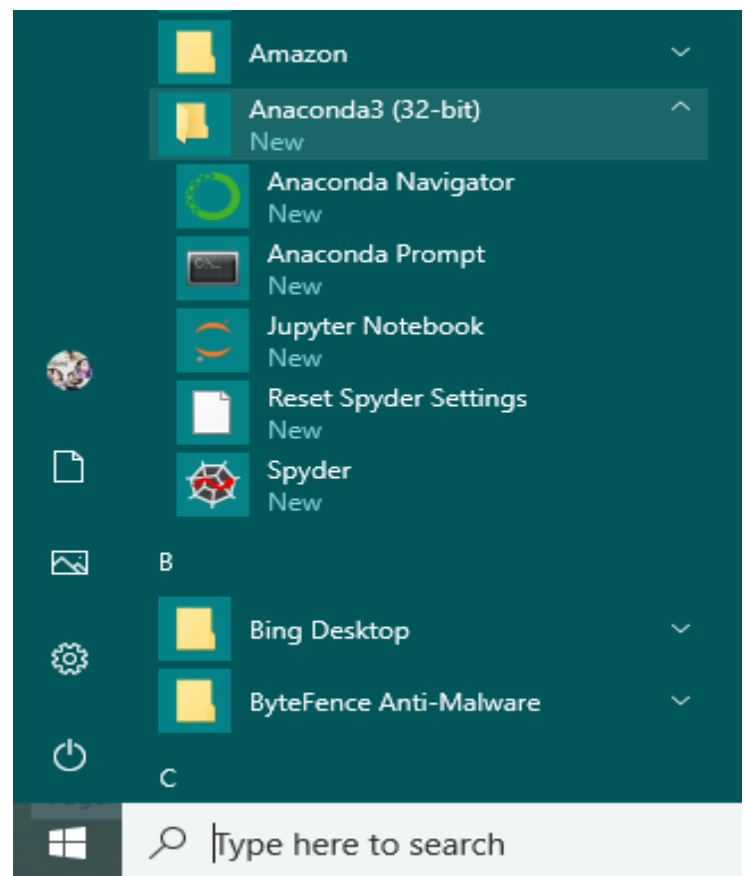 Amazon
Anaconda3 (32-bit)
New
Anaconda Navigator
New
Anaconda Prompt
New
Jupyter Notebook
New
Reset Spyder Settings
New
Spyder
New
B
Bing Desktop
ByteFence Anti-Malware
C
Type here to search